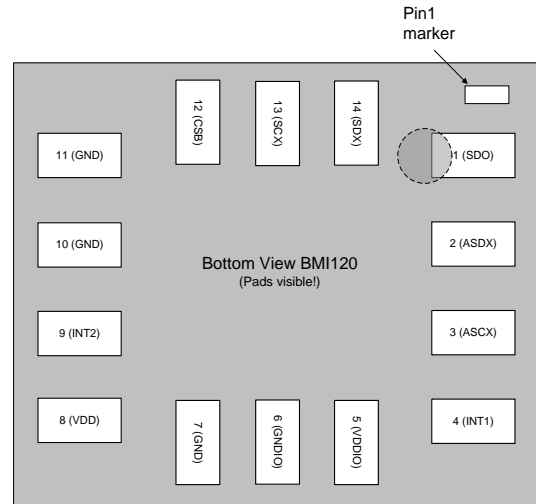 Pin1
marker
12 (CSB)
13 (SCX)
14 (SDX)
11 (GND)
1 (SDO)
10 (GND)
2 (ASDX)
Bottom View BMI120
(Pads visible!)
9 (INT2)
3 (ASCX)
8 (VDD)
4 (INT1)
7 (GND)
6 (GNDIO)
5 (VDDIO)